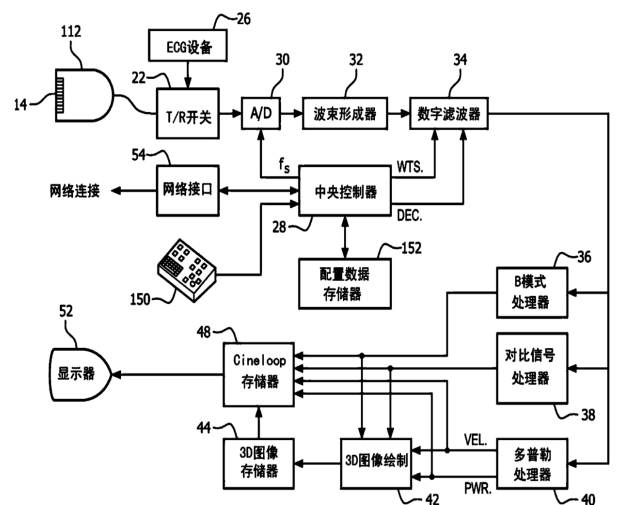 112
26
ECG设备
14
22
T/R开关
30
A/D
32
波束形成器
34
数字滤波器
54
网络连接
网络接口
fs
中央控制器
28
WTS.
DEC.
150
152
配置数据
存储器
36
B模式
处理器
52
显示器
48
Cineloop
存储器
对比信号
处理器
38
44
3D图像
存储器
3D图像绘制
42
VEL.
PWR.
多普勒
处理器
40